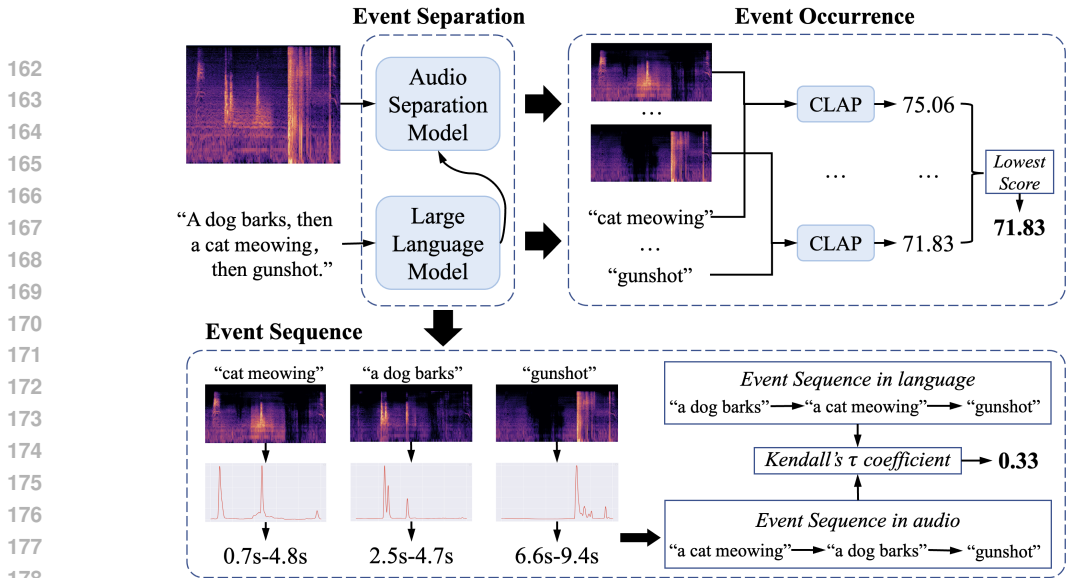 Event Separation
Event Occurrence
162
163
164
165
166
167
168
169
170
171
172
173
174
175
176
177
178
Audio
Separation
Model
Large
Language
Model
“A dog barks, then
a cat meowing,
then gunshot.”
...
“cat meowing”
...
“gunshot”
CLAP
75.06
...
...
CLAP
71.83
Lowest
Score
71.83
Event Sequence
“cat meowing”
“a dog barks”
“gunshot”
0.7s-4.8s
2.5s-4.7s
6.6s-9.4s
Event Sequence in language
“a dog barks”
“a cat meowing”
“gunshot”
Kendall’s τ coefficient
0.33
Event Sequence in audio
“a cat meowing”
“a dog barks”
“gunshot”